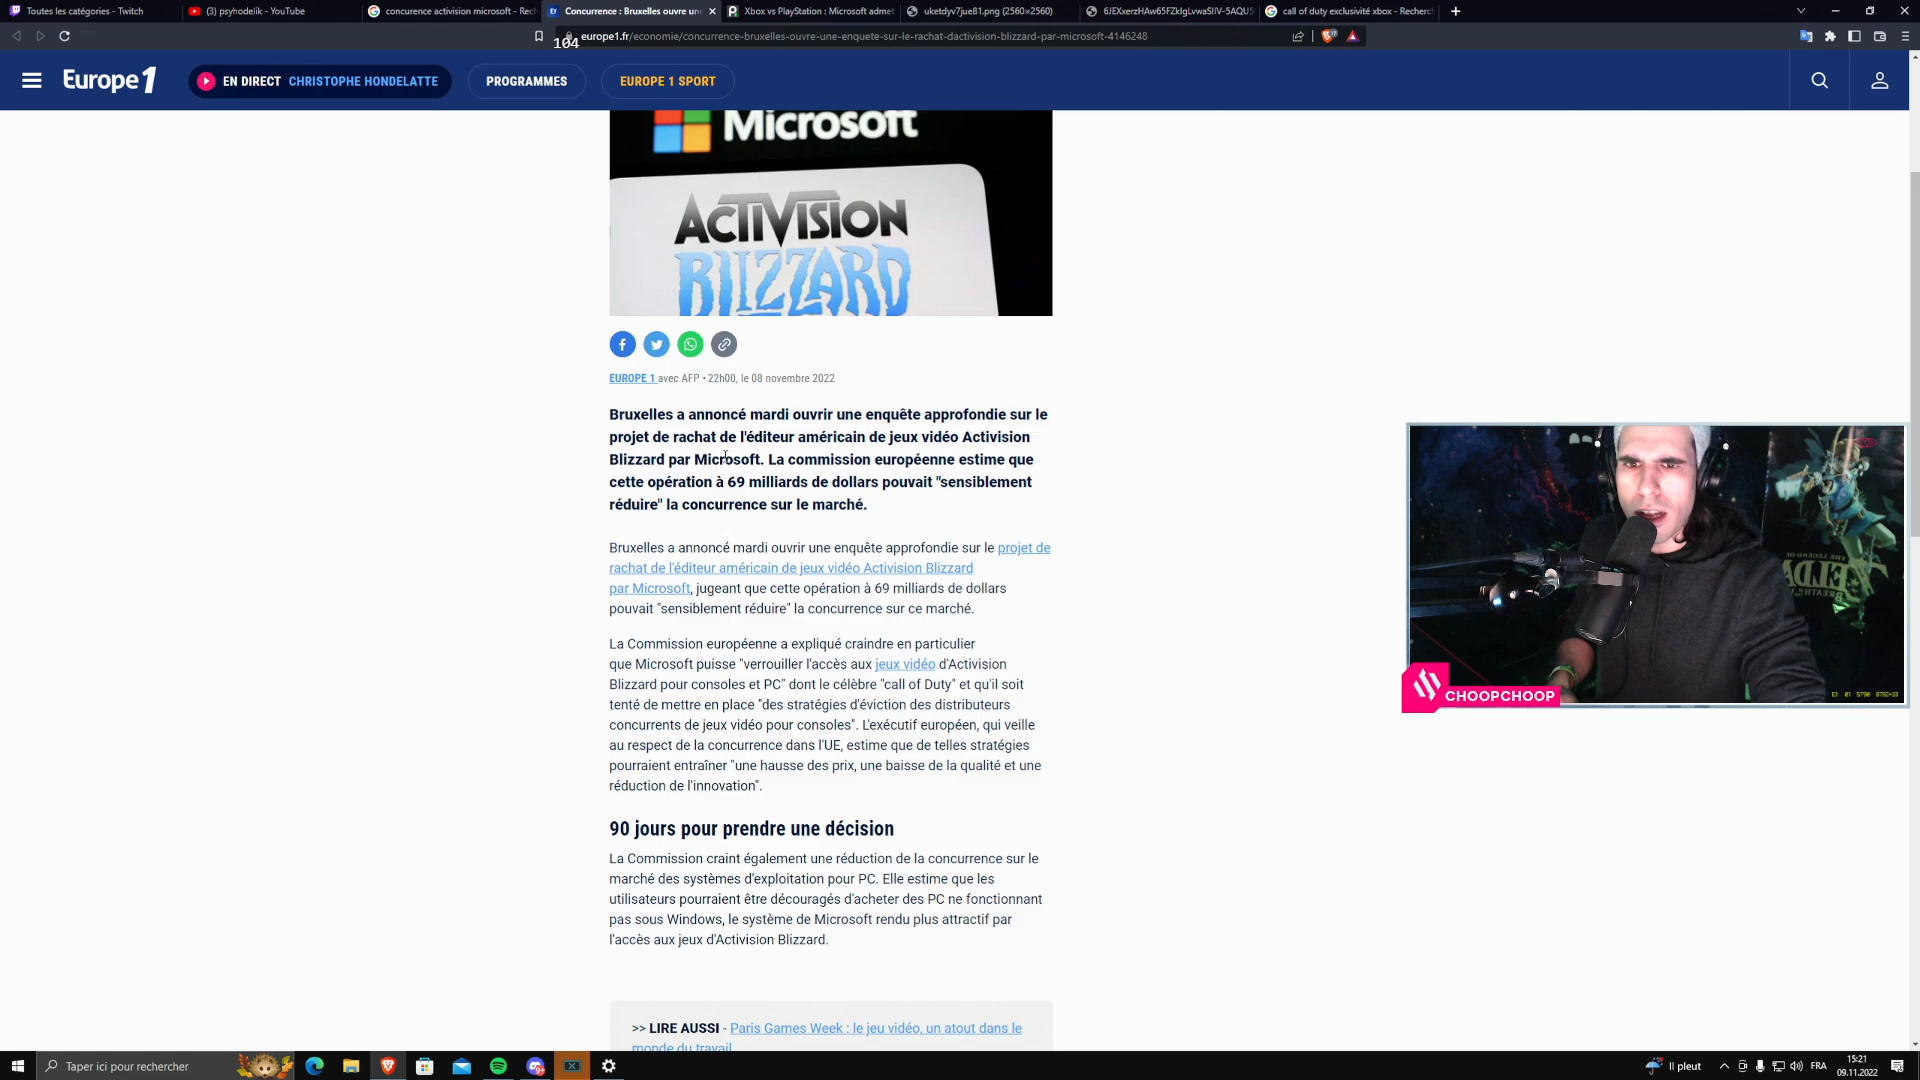 Toutes les catégories - Twitch
(3) psyhodelik - YouTube
concurence activision microsoft - Rec
Concurrence : Bruxelles ouvre un
Xbox vs PlayStation : Microsoft admet
uketdyv7jue81.png (2560×2560)
call of duty exclusivité xbox - Recherc
104
europe1.fr/economie/concurrence-bruxelles-ouvre-une-enquete-sur-le-rachat-dactivision-blizzard-par-microsoft-4146248
Europe 1
EN DIRECT CHRISTOPHE HONDELATTE
PROGRAMMES
EUROPE 1 SPORT
Microsoft
ACTIVISION
BLIZZARD
EUROPE 1 avec AFP • 22h00, le 08 novembre 2022
Bruxelles a annoncé mardi ouvrir une enquête approfondie sur le
projet de rachat de l'éditeur américain de jeux vidéo Activision
Blizzard par Microsoft. La commission européenne estime que
cette opération à 69 milliards de dollars pouvait "sensiblement
réduire" la concurrence sur le marché.
Bruxelles a annoncé mardi ouvrir une enquête approfondie sur le projet de
rachat de l'éditeur américain de jeux vidéo Activision Blizzard
par Microsoft, jugeant que cette opération à 69 milliards de dollars
pouvait "sensiblement réduire" la concurrence sur ce marché.
La Commission européenne a expliqué craindre en particulier
que Microsoft puisse "verrouiller l'accès aux jeux vidéo d'Activision
Blizzard pour consoles et PC" dont le célèbre "call of Duty" et qu'il soit
tenté de mettre en place "des stratégies d'éviction des distributeurs
concurrents de jeux vidéo pour consoles". L'exécutif européen, qui veille
au respect de la concurrence dans l'UE, estime que de telles stratégies
pourraient entraîner "une hausse des prix, une baisse de la qualité et une
réduction de l'innovation".
90 jours pour prendre une décision
La Commission craint également une réduction de la concurrence sur le
marché des systèmes d'exploitation pour PC. Elle estime que les
utilisateurs pourraient être découragés d'acheter des PC ne fonctionnant
pas sous Windows, le système de Microsoft rendu plus attractif par
l'accès aux jeux d'Activision Blizzard.
>> LIRE AUSSI - Paris Games Week : le jeu vidéo, un atout dans le
monde du travail
THE LEGEND OF
ZELDA
BREATH
CHOOPCHOOP
Taper ici pour rechercher
Il pleut
FRA
15:21
09.11.2022